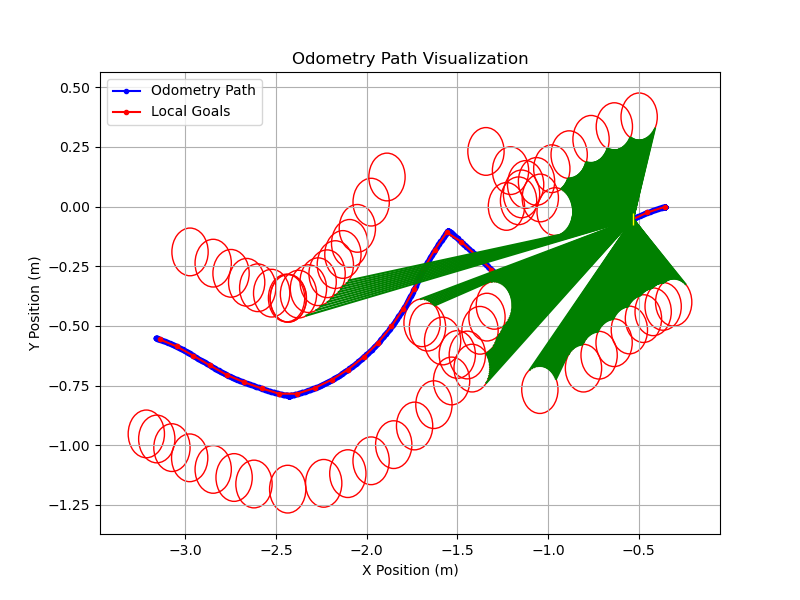 Odometry Path Visualization
Odometry Path
Local Goals
0.50
0.25
0.00
−0.25
−0.50
−0.75
−1.00
−1.25
Y Position (m)
−3.0 −2.5 −2.0 −1.5 −1.0 −0.5
X Position (m)